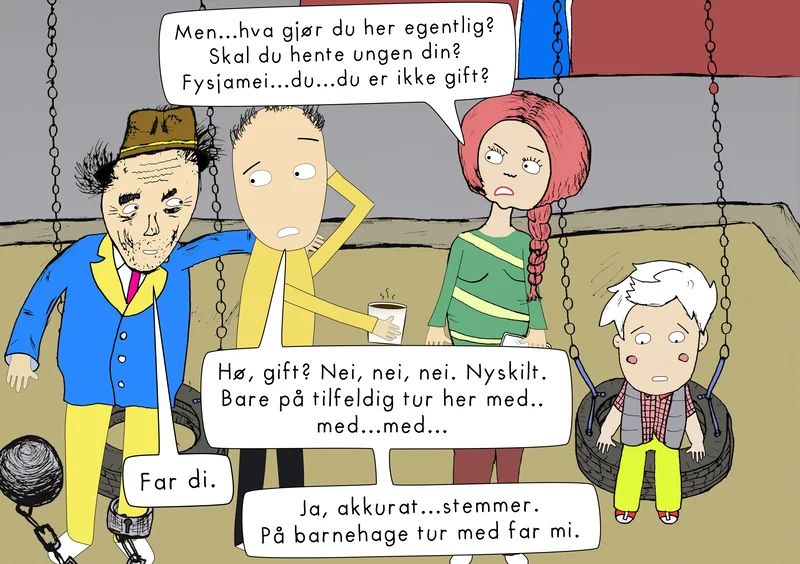 Men...hva gjør du her egentlig?
Skal du hente ungen din?
Fysjamei...du...du er ikke gift?
Hø, gift? Nei, nei, nei. Nyskilt.
Bare på tilfeldig tur her med..
med...med...
Far di.
Ja, akkurat...stemmer.
På barnehage tur med far mi.